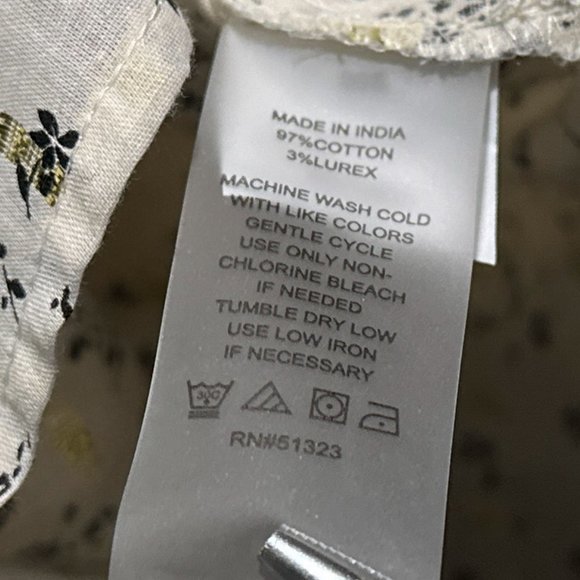 MADE IN INDIA
97%COTTON
3%LUREX
MACHINE WASH COLD
WITH LIKE COLORS
GENTLE CYCLE
USE ONLY NON-
CHLORINE BLEACH
IF NEEDED
TUMBLE DRY LOW
USE LOW IRON
IF NECESSARY
30C
RN#51323